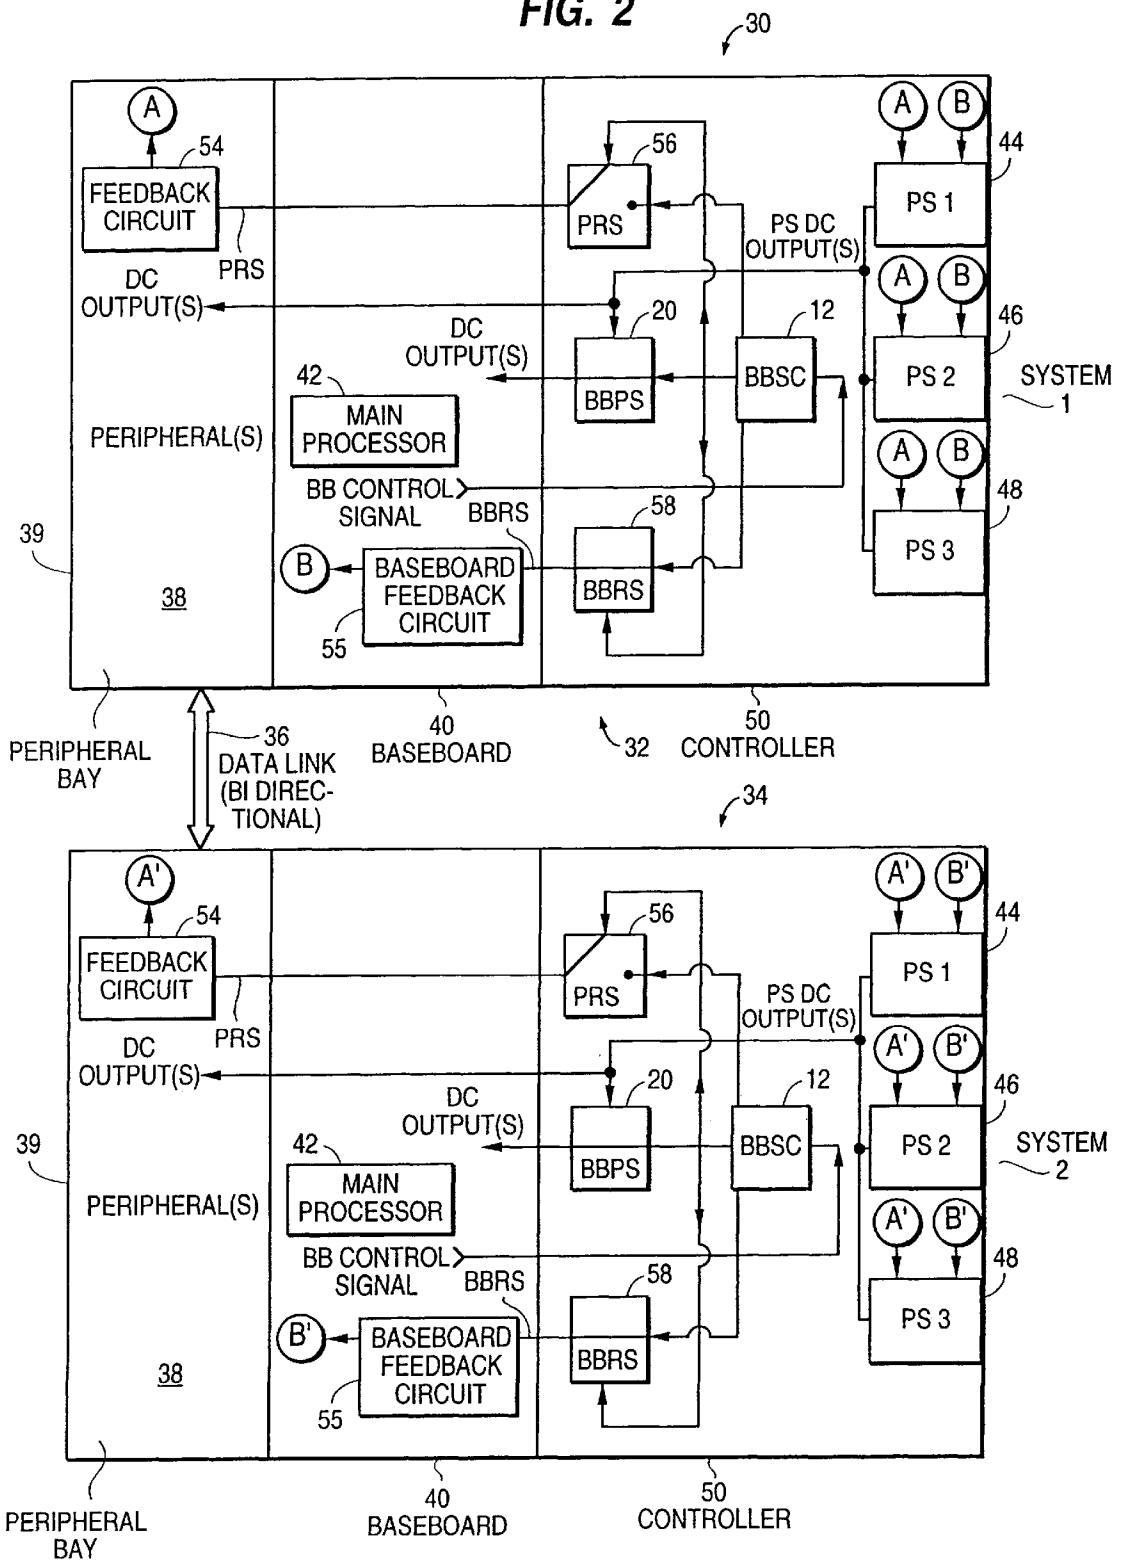 FIG. 2
30
A
54
FEEDBACK
CIRCUIT
PRS
DC
OUTPUT(S)
56
PRS
A B
44
PS 1
PS DC
OUTPUT(S)
A B
46
PS 2
SYSTEM
1
20
BBPS
12
BBSC
DC
OUTPUT(S)
42
MAIN
PROCESSOR
PERIPHERAL(S)
BB CONTROL
SIGNAL
BBRS
58
BBRS
A B
48
PS 3
39
B
BASEBOARD
FEEDBACK
CIRCUIT
55
38
PERIPHERAL
BAY
36
DATA LINK
(BI DIREC-
TIONAL)
40
BASEBOARD
32
50
CONTROLLER
34
A'
54
FEEDBACK
CIRCUIT
PRS
DC
OUTPUT(S)
56
PRS
A' B'
44
PS 1
PS DC
OUTPUT(S)
A' B'
46
PS 2
SYSTEM
2
20
BBPS
12
BBSC
DC
OUTPUT(S)
42
MAIN
PROCESSOR
39
PERIPHERAL(S)
BB CONTROL
SIGNAL
BBRS
58
BBRS
A' B'
48
PS 3
B'
BASEBOARD
FEEDBACK
CIRCUIT
55
38
PERIPHERAL
BAY
40
BASEBOARD
50
CONTROLLER